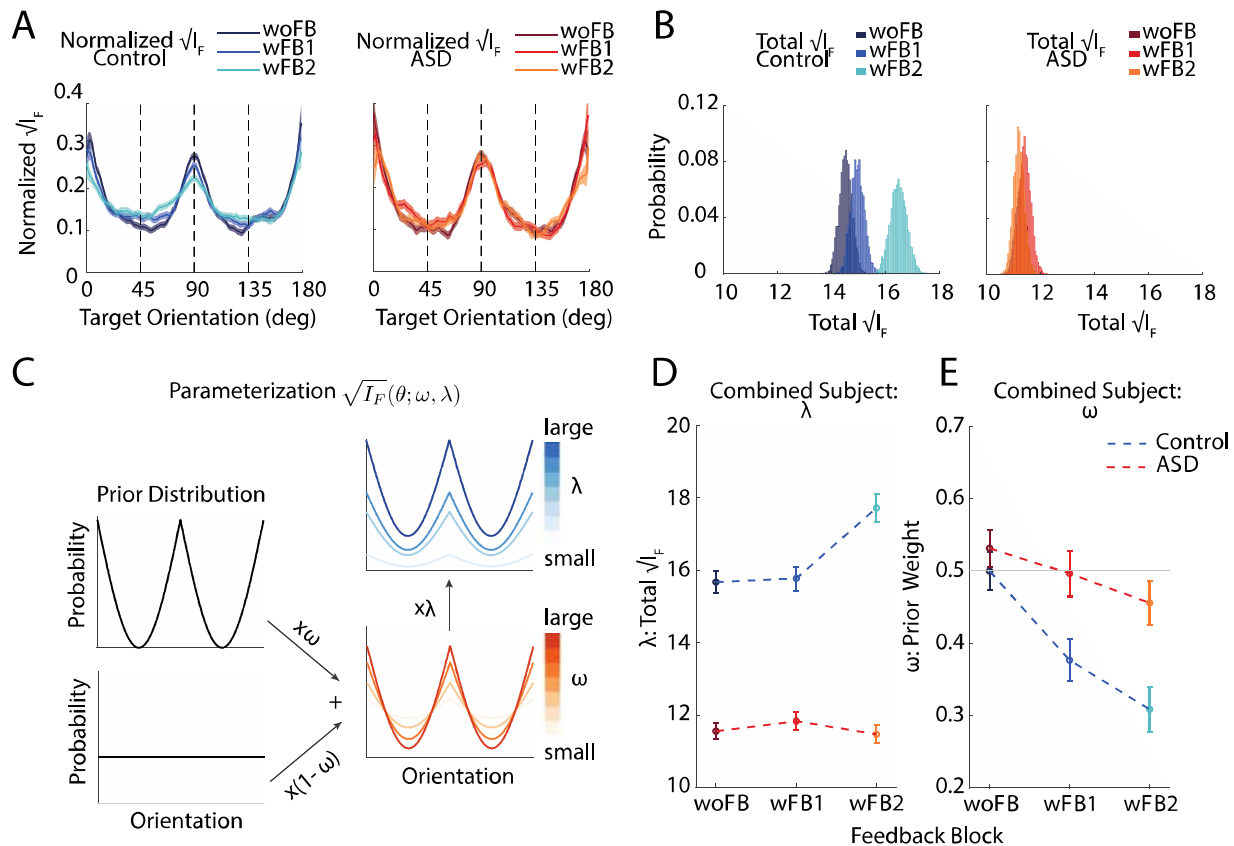 A
Normalized √I_F
Control
woFB
wFB1
wFB2
Normalized √I_F
ASD
woFB
wFB1
wFB2
Normalized √I_F
0.4
0.3
0.2
0.1
0
0 45 90 135 180
Target Orientation (deg)
0 45 90 135 180
Target Orientation (deg)
B
Total √I_F
Control
woFB
wFB1
wFB2
Total √I_F
ASD
woFB
wFB1
wFB2
Probability
0.12
0.08
0.04
0
10 12 14 16 18
Total √I_F
10 12 14 16 18
Total √I_F
C
Parameterization √I_F(θ; ω, λ)
Prior Distribution
Probability
Probability
Orientation
xω
+
x(1- ω)
xλ
large
λ
small
large
ω
small
Orientation
D
Combined Subject:
λ
λ: Total √I_F
20
18
16
14
12
10
woFB wFB1 wFB2
E
Combined Subject:
ω
Control
ASD
ω: Prior Weight
0.7
0.6
0.5
0.4
0.3
0.2
woFB wFB1 wFB2
Feedback Block